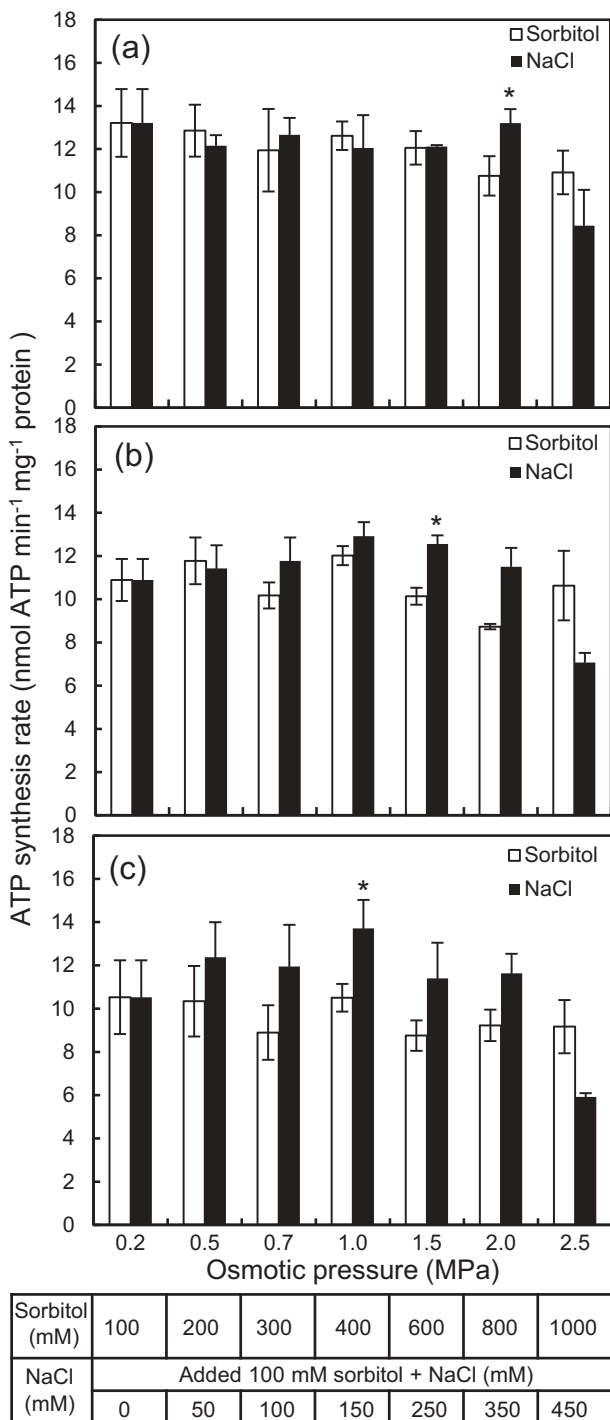 ATP synthesis rate (nmol ATP min⁻¹ mg⁻¹ protein )
(a)
Sorbitol
NaCl
*
18
16
14
12
10
8
6
4
2
0
(b)
Sorbitol
NaCl
*
18
16
14
12
10
8
6
4
2
0
(c)
Sorbitol
NaCl
*
18
16
14
12
10
8
6
4
2
0
0.2 0.5 0.7 1.0 1.5 2.0 2.5
Osmotic pressure (MPa)
Sorbitol (mM) 100 200 300 400 600 800 1000
NaCl (mM) Added 100 mM sorbitol + NaCl (mM)
0 50 100 150 250 350 450